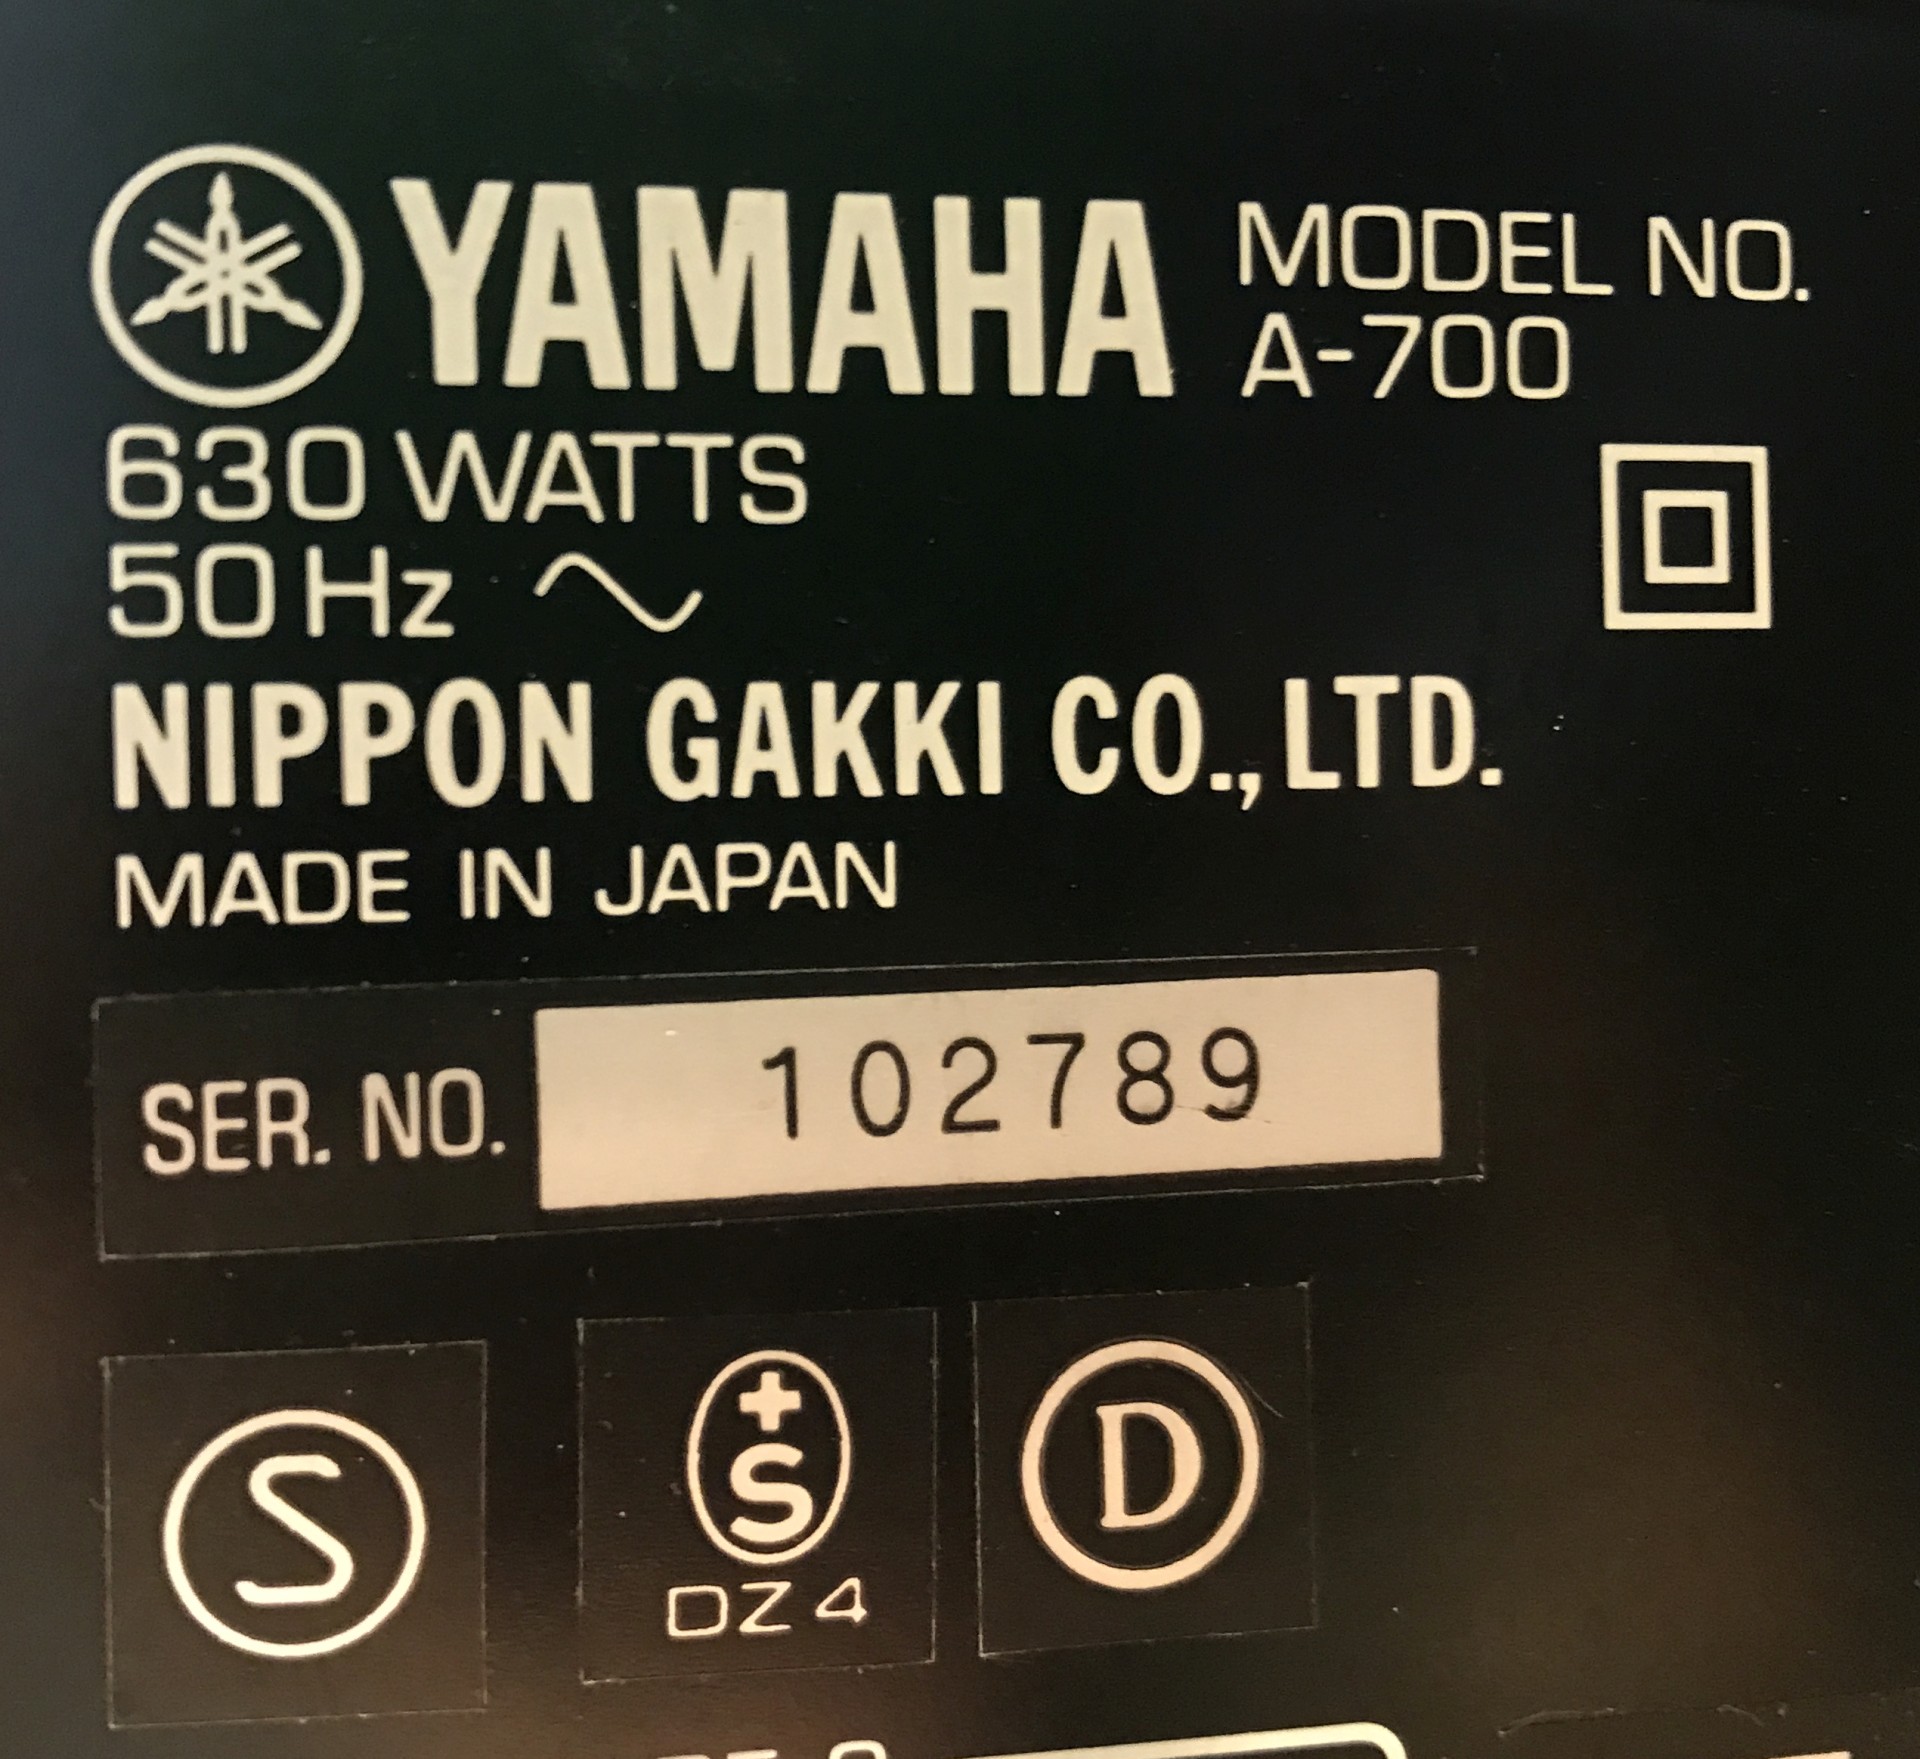 YAMAHA MODEL NO.
A-700
630 WATTS
50 Hz
NIPPON GAKKI CO., LTD.
MADE IN JAPAN
SER. NO. 102789
S
+S
D
DZ 4